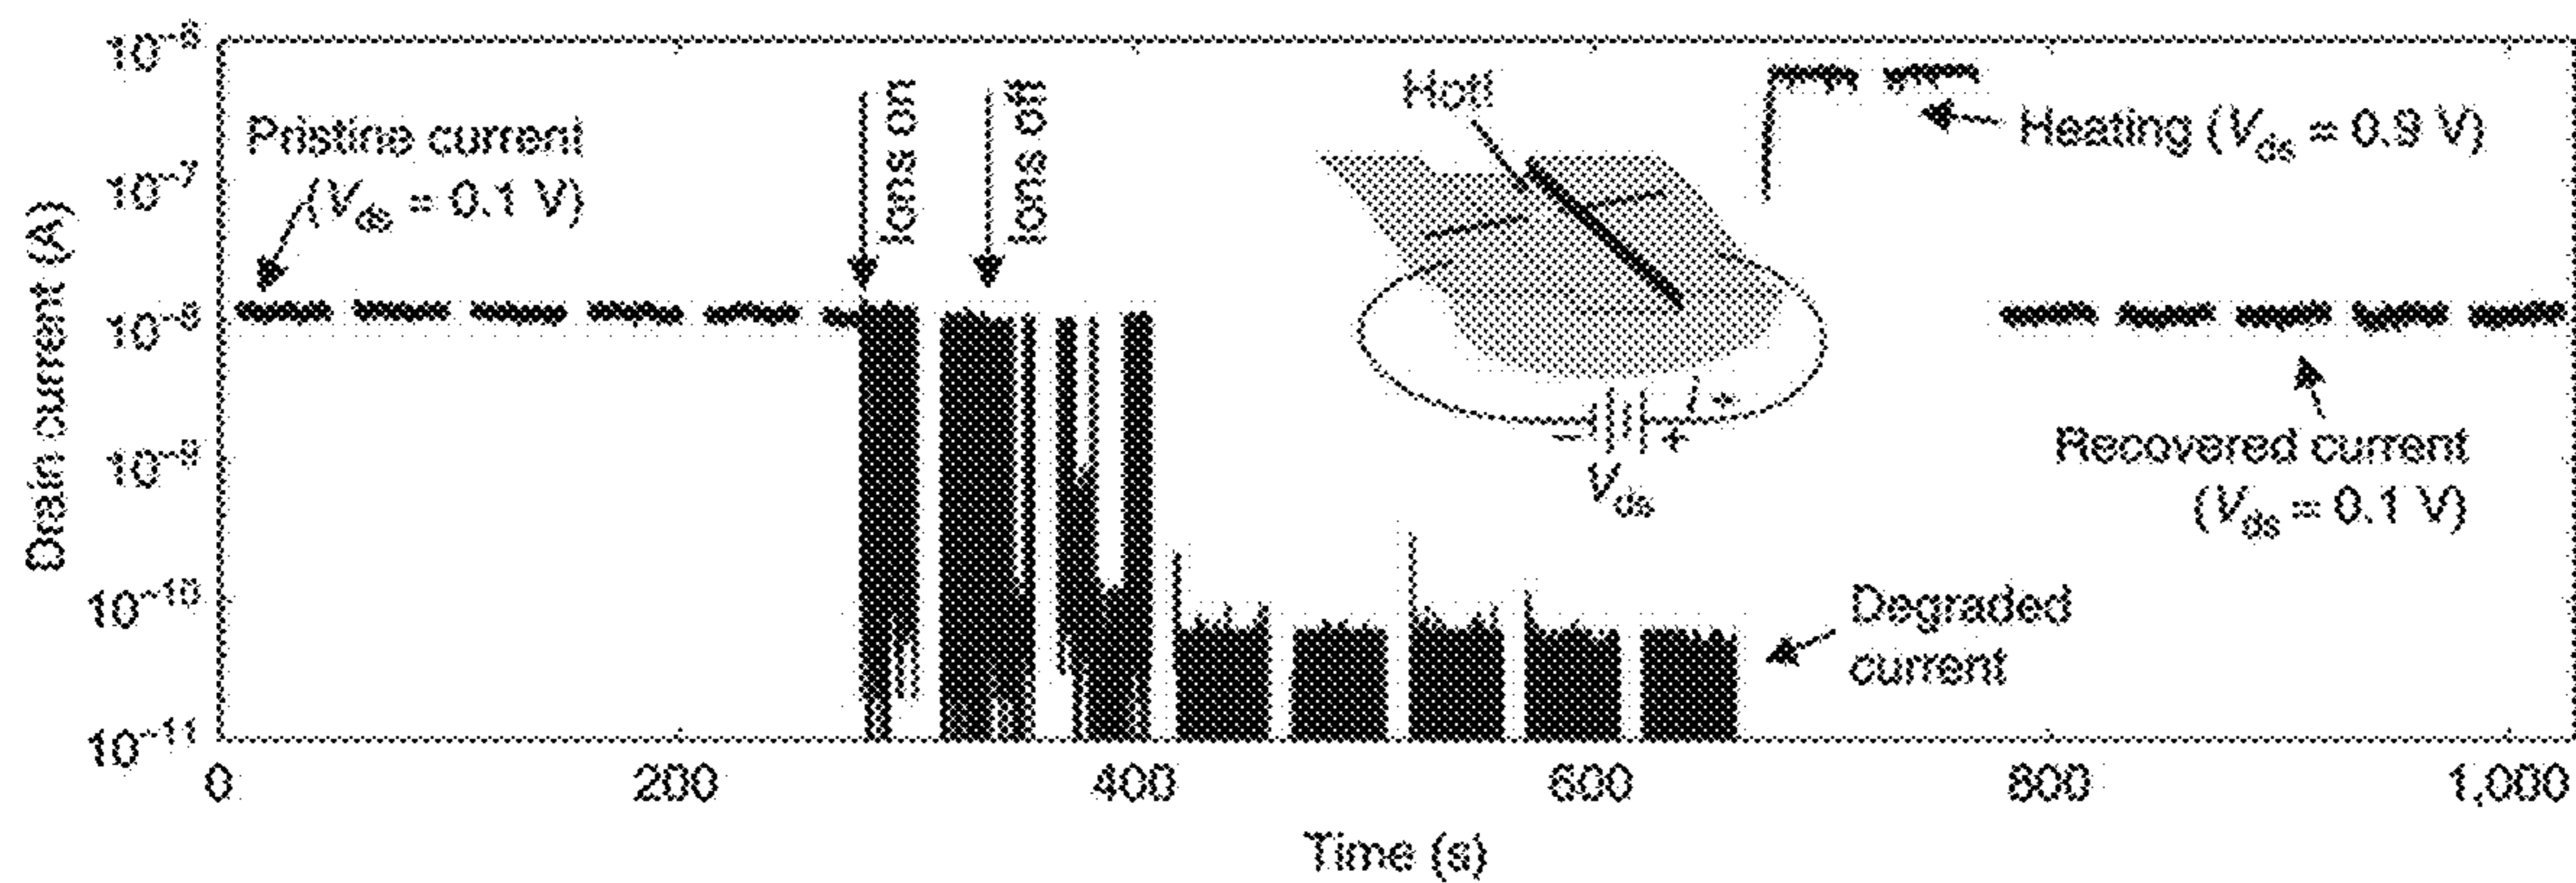 10⁻⁶
10⁻⁷
10⁻⁸
10⁻⁹
10⁻¹⁰
10⁻¹¹
Drain current (A)
Pristine current
(Vds = 0.1 V)
Ions on
Ions off
Hot!
Heating (Vds = 0.9 V)
I
− +
Vds
Recovered current
(Vds = 0.1 V)
Degraded
current
0 200 400 600 800 1,000
Time (s)